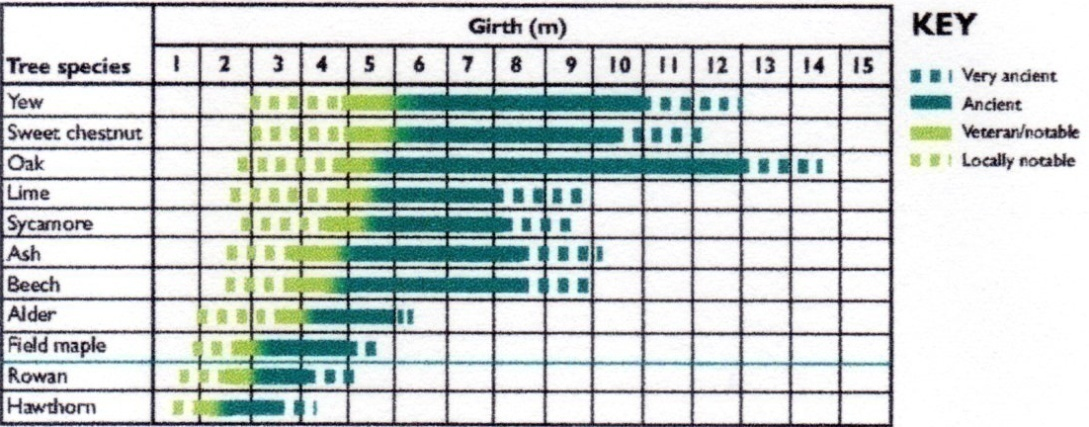 Girth (m)
Tree species 1 2 3 4 5 6 7 8 9 10 11 12 13 14 15
Yew
Sweet chestnut
Oak
Lime
Sycamore
Ash
Beech
Alder
Field maple
Rowan
Hawthorn
KEY
Very ancient
Ancient
Veteran/notable
Locally notable